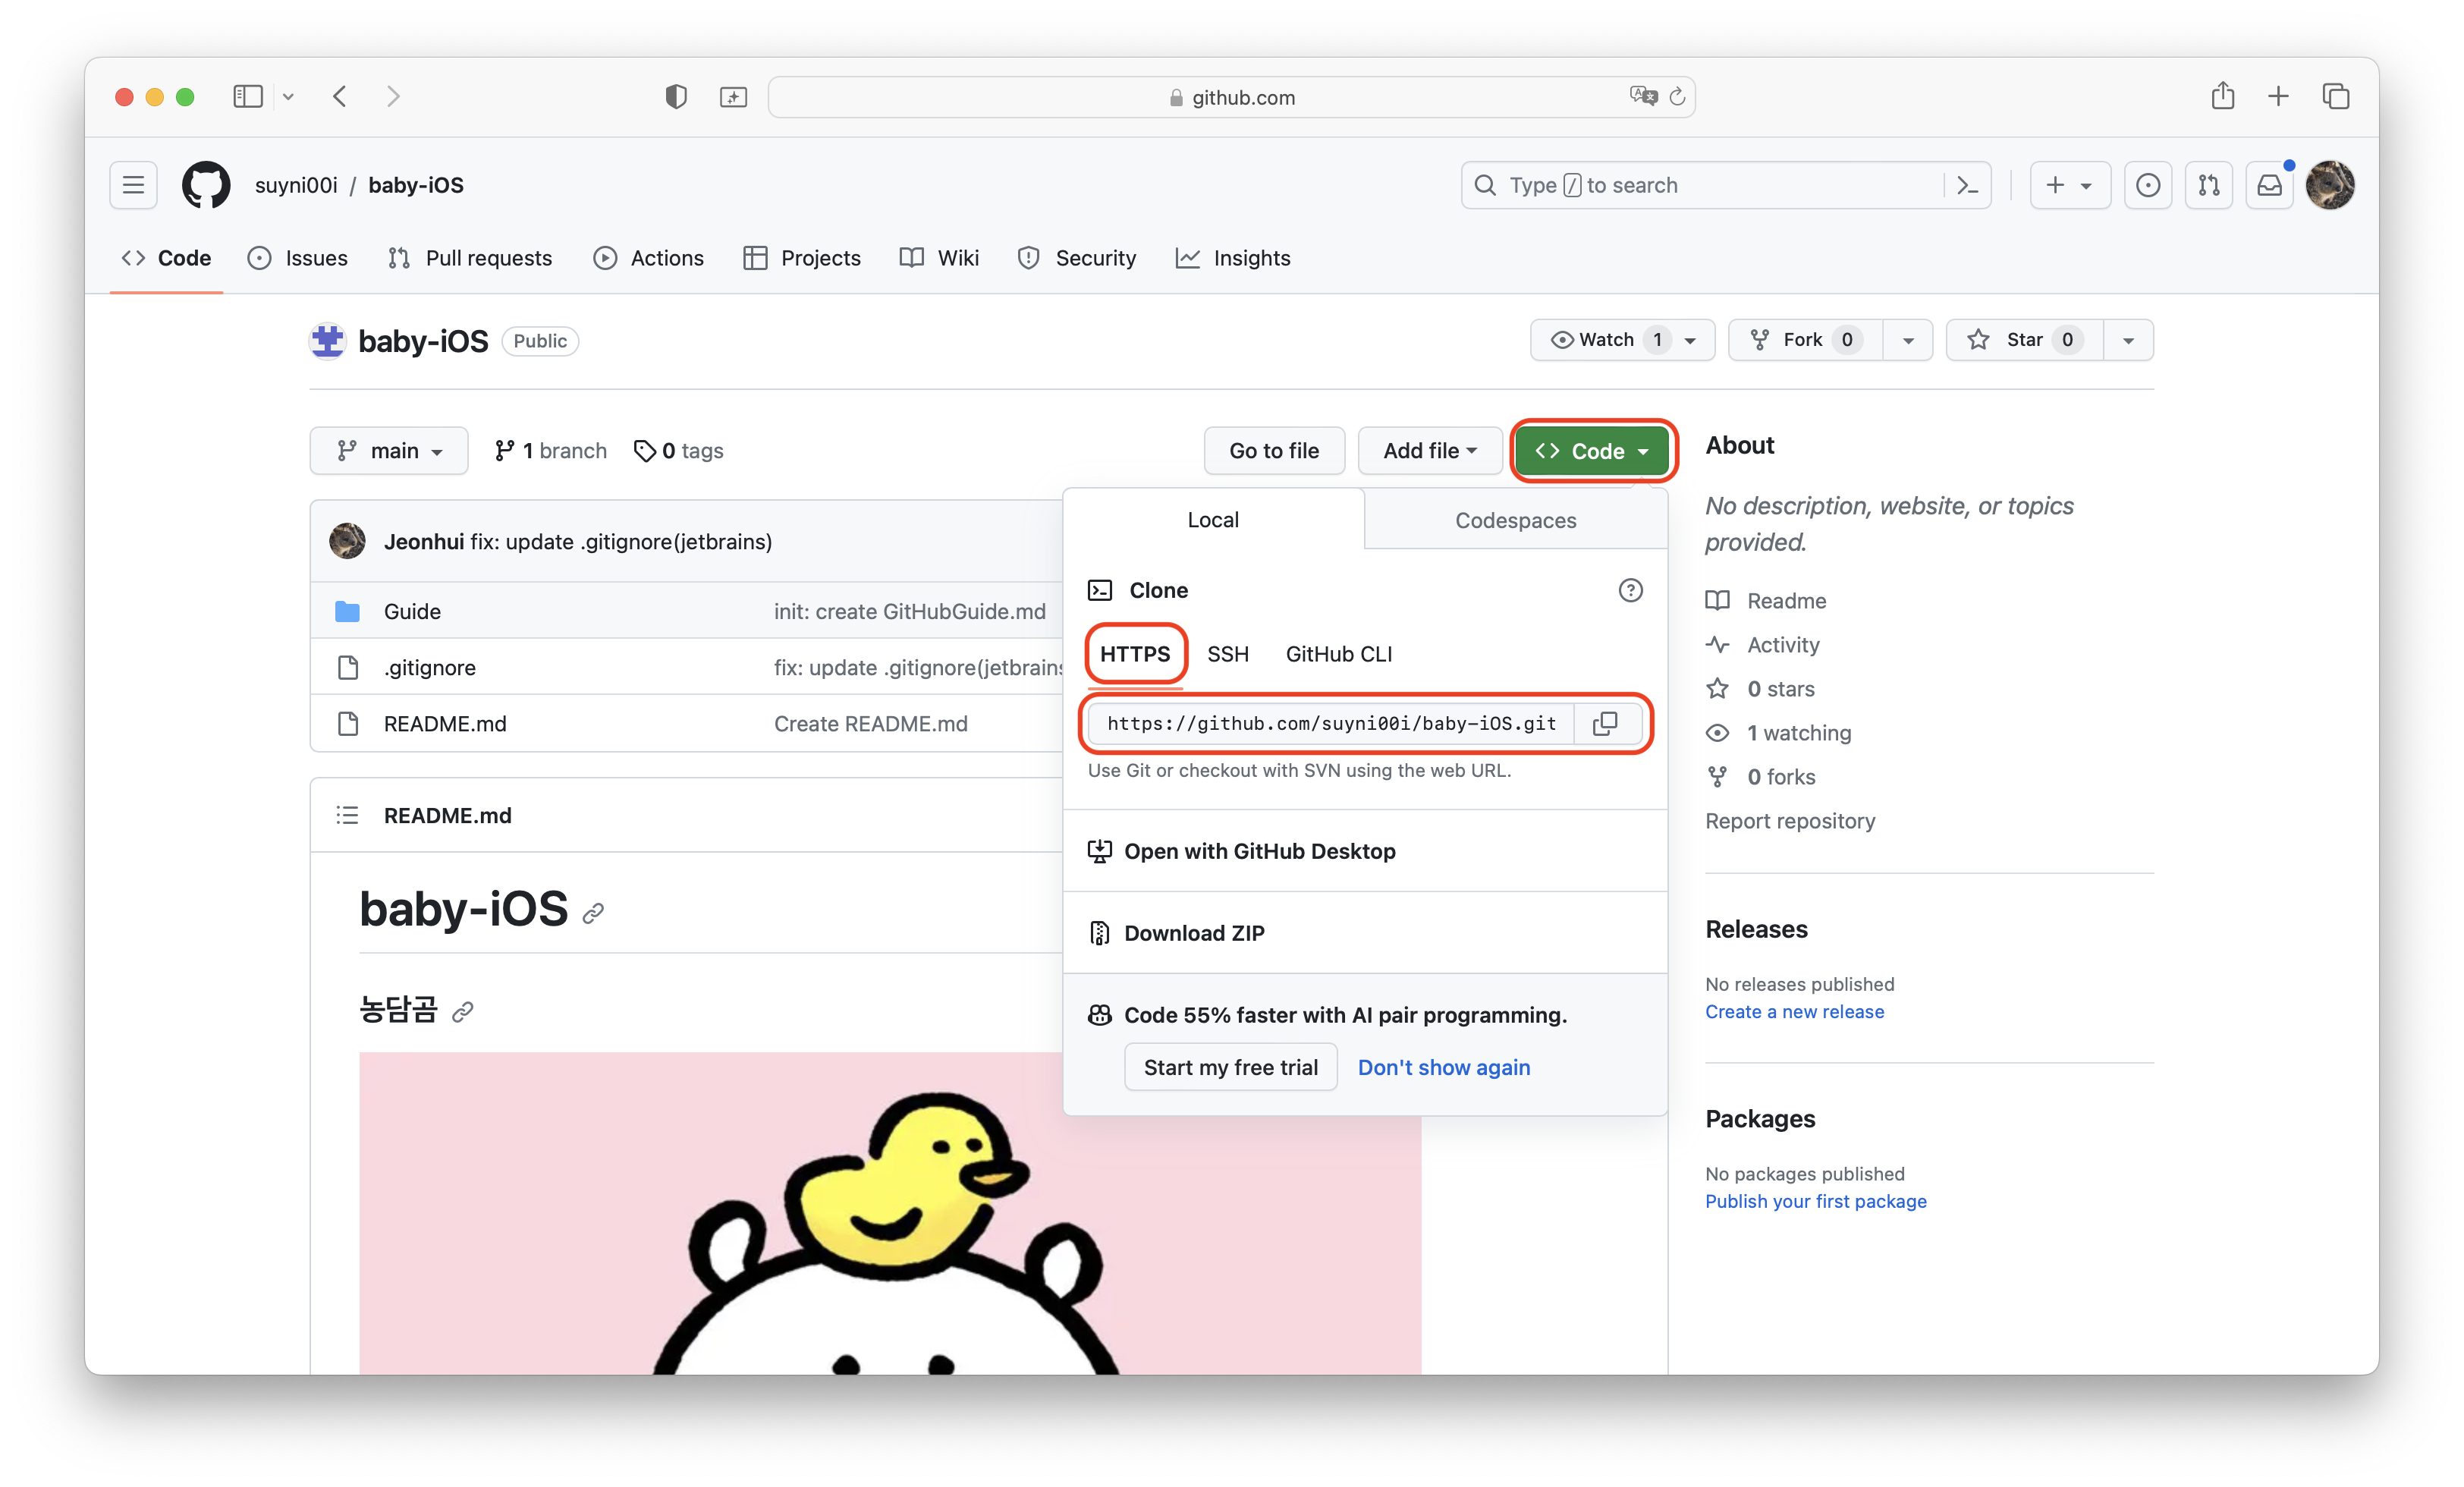 github.com
suyni00i / baby-iOS
Type / to search
Code Issues Pull requests Actions Projects Wiki Security Insights
baby-iOS Public
Watch 1 Fork 0 Star 0
main 1 branch 0 tags
Go to file Add file Code
Jeonhui fix: update .gitignore(jetbrains)
Guide init: create GitHubGuide.md
.gitignore fix: update .gitignore(jetbrains
README.md Create README.md
README.md
baby-iOS
농담곰
Local Codespaces
Clone
HTTPS SSH GitHub CLI
https://github.com/suyni00i/baby-iOS.git
Use Git or checkout with SVN using the web URL.
Open with GitHub Desktop
Download ZIP
Code 55% faster with AI pair programming.
Start my free trial Don't show again
About
No description, website, or topics
provided.
Readme
Activity
0 stars
1 watching
0 forks
Report repository
Releases
No releases published
Create a new release
Packages
No packages published
Publish your first package